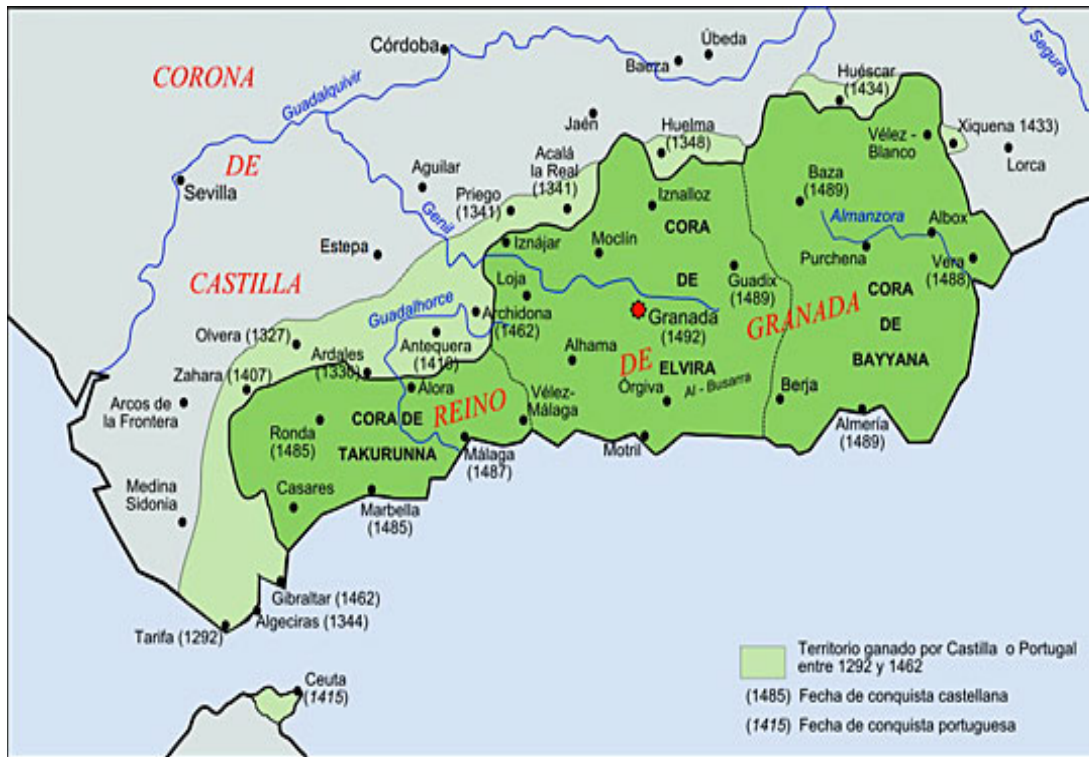 Córdoba
Úbeda
Baeza
Segura
CORONA
Guadalquivir
Huéscar
(1434)
Jaén
Huelma
(1348)
Vélez -
Blanco
Xiquena 1433)
Lorca
DE
Sevilla
Aguilar
Acalá
la Real
(1341)
Priego
(1341)
Genil
Iznalloz
Baza
(1489)
Almanzora
Albox
CORA
Iznájar
Moclín
Estepa
Purchena
Vera
(1488)
CASTILLA
Loja
DE
Guadix
(1489)
CORA
Guadalhorce
Archidona
(1462)
Granada
(1492)
GRANADA
DE
Olvera (1327)
Antequera
(1410)
Ardales
(1330)
Alhama
DE
ELVIRA
BAYYANA
Zahara (1407)
Álora
Órgiva
Al - Busarra
Berja
Arcos de
la Frontera
CORA DE
REINO
Vélez-
Málaga
Ronda
(1485)
TAKURUNNA
Málaga
(1487)
Motril
Almería
(1489)
Medina
Sidonia
Casares
Marbella
(1485)
Gibraltar (1462)
Algeciras (1344)
Tarifa (1292)
Ceuta
(1415)
Territorio ganado por Castilla o Portugal
entre 1292 y 1462
(1485) Fecha de conquista castellana
(1415) Fecha de conquista portuguesa